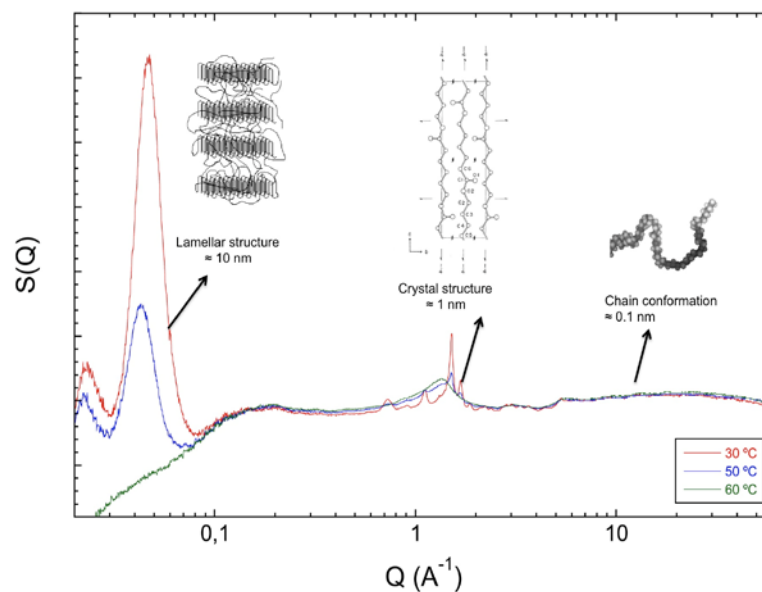 S(Q)
Lamellar structure
≈ 10 nm
Crystal structure
≈ 1 nm
Chain conformation
≈ 0.1 nm
30 ºC
50 ºC
60 ºC
0,1
1
10
Q (A⁻¹)